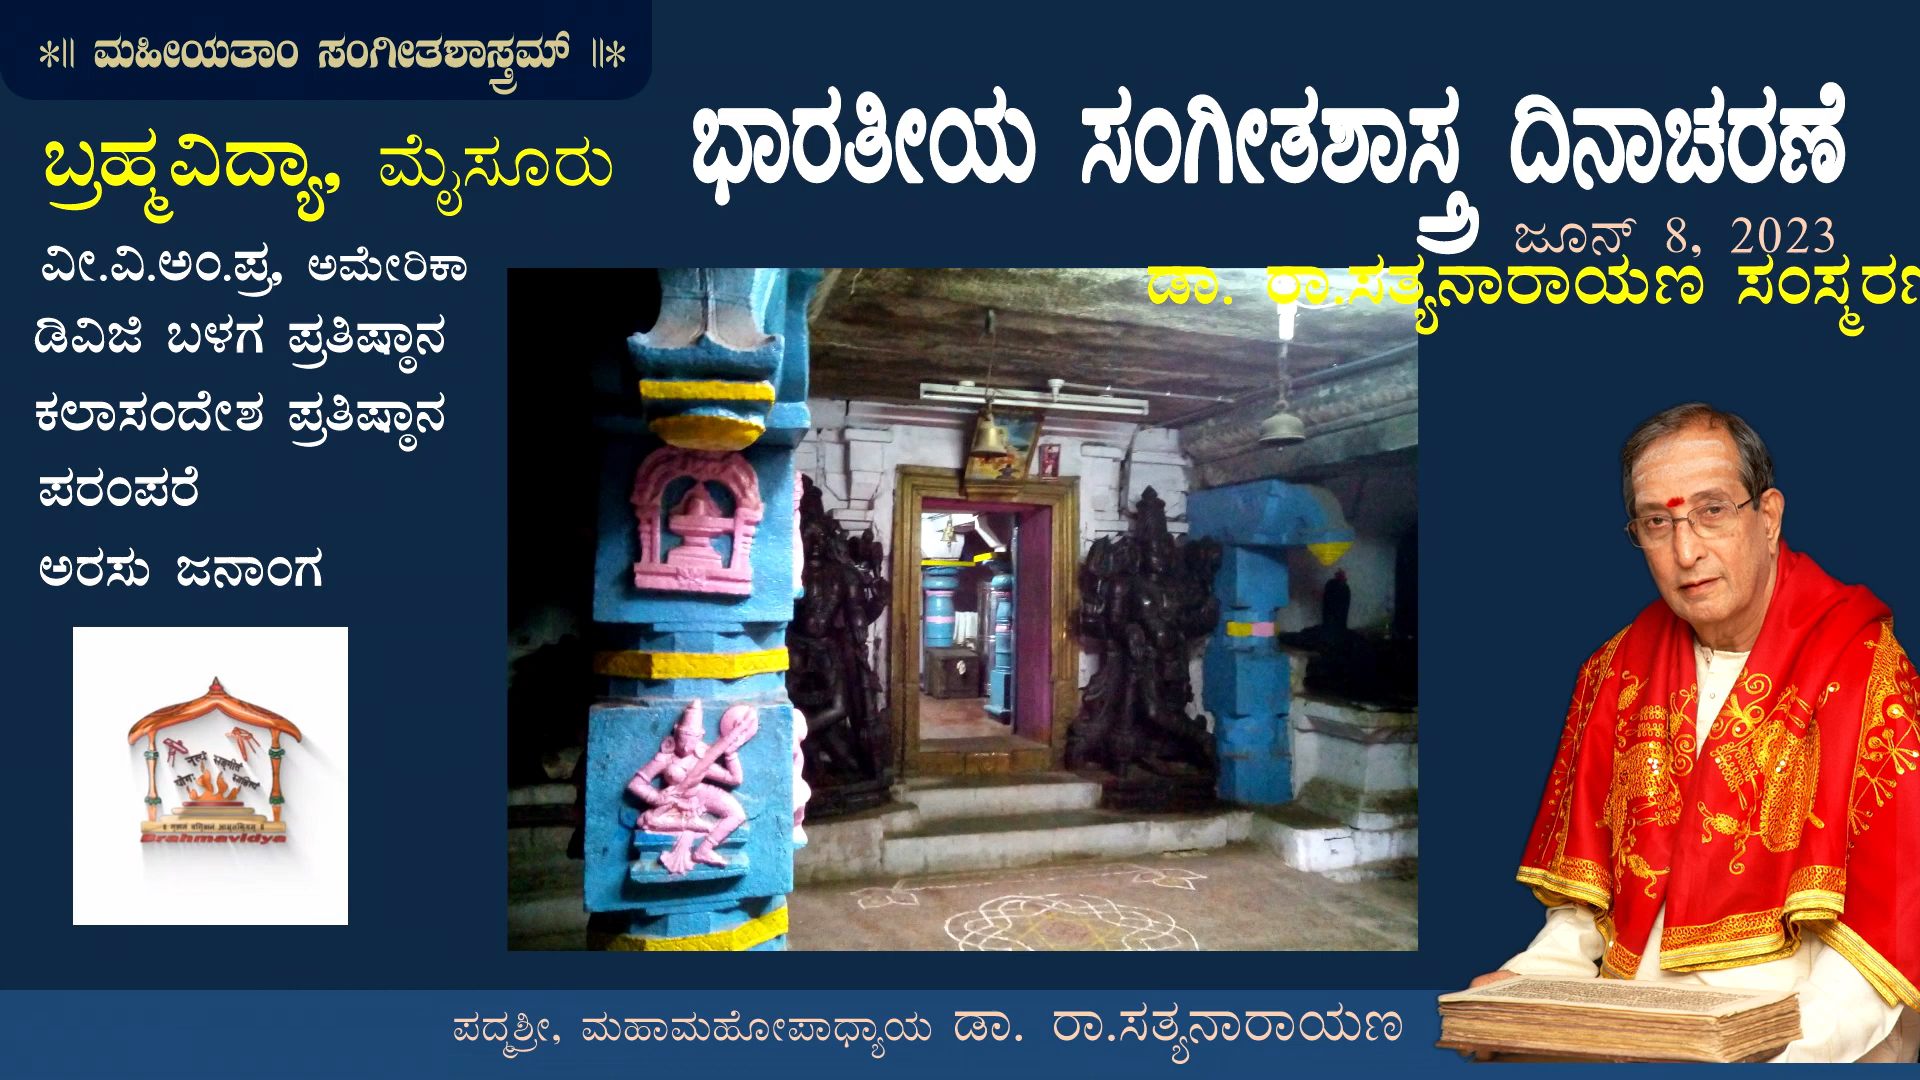 *॥ ಮಹೀಯತಾಂ ಸಂಗೀತಶಾಸ್ತ್ರಮ್ ॥*
ಭಾರತೀಯ ಸಂಗೀತಶಾಸ್ತ್ರ ದಿನಾಚರಣೆ
ಬ್ರಹ್ಮವಿದ್ಯಾ, ಮೈಸೂರು
ಜೂನ್ 8, 2023
ಡಾ. ರಾ.ಸತ್ಯನಾರಾಯಣ
ವೀ.ವಿ.ಅಂ.ಪ್ರ, ಅಮೇರಿಕಾ
ಡಿವಿಜಿ ಬಳಗ ಪ್ರತಿಷ್ಠಾನ
ಕಲಾಸಂದೇಶ ಪ್ರತಿಷ್ಠಾನ
ಪರಂಪರೆ
ಅರಸು ಜನಾಂಗ
Brahmavidya
ಪದ್ಮಶ್ರೀ, ಮಹಾಮಹೋಪಾಧ್ಯಾಯ ಡಾ. ರಾ.ಸತ್ಯನಾರಾಯಣ